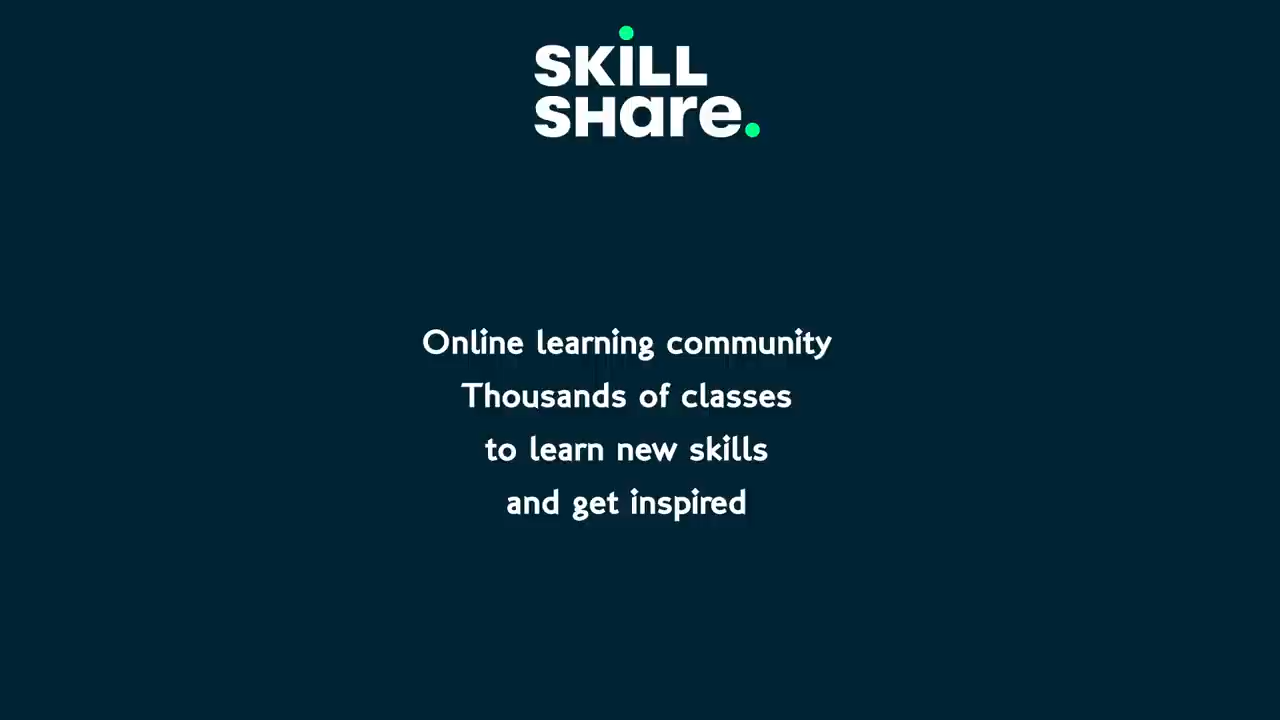 SKiLL
SHare.
Online learning community
Thousands of classes
to learn new skills
and get inspired